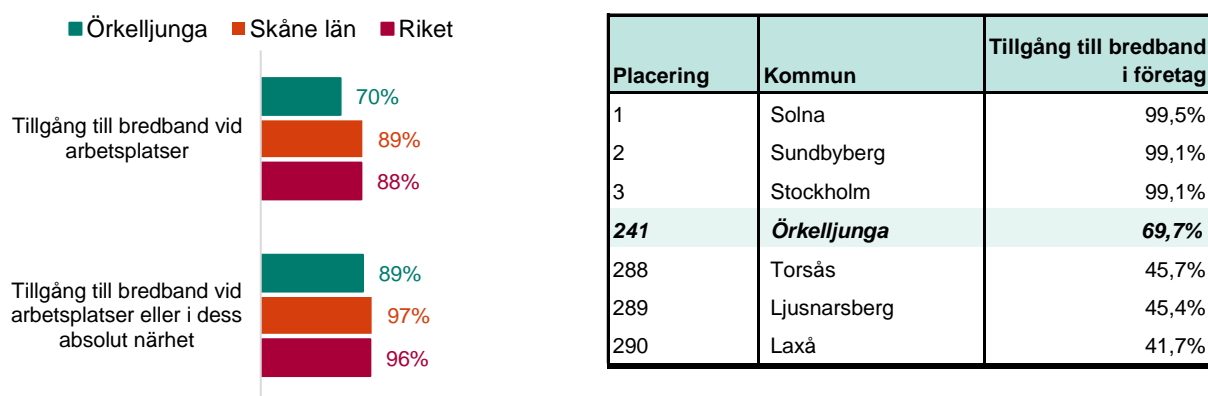 Örkelljunga Skåne län Riket
Tillgång till bredband vid
arbetsplatser
70%
89%
88%
Tillgång till bredband vid
arbetsplatser eller i dess
absolut närhet
89%
97%
96%
Placering Kommun Tillgång till bredband
i företag
1 Solna 99,5%
2 Sundbyberg 99,1%
3 Stockholm 99,1%
241 Örkelljunga 69,7%
288 Torsås 45,7%
289 Ljusnarsberg 45,4%
290 Laxå 41,7%